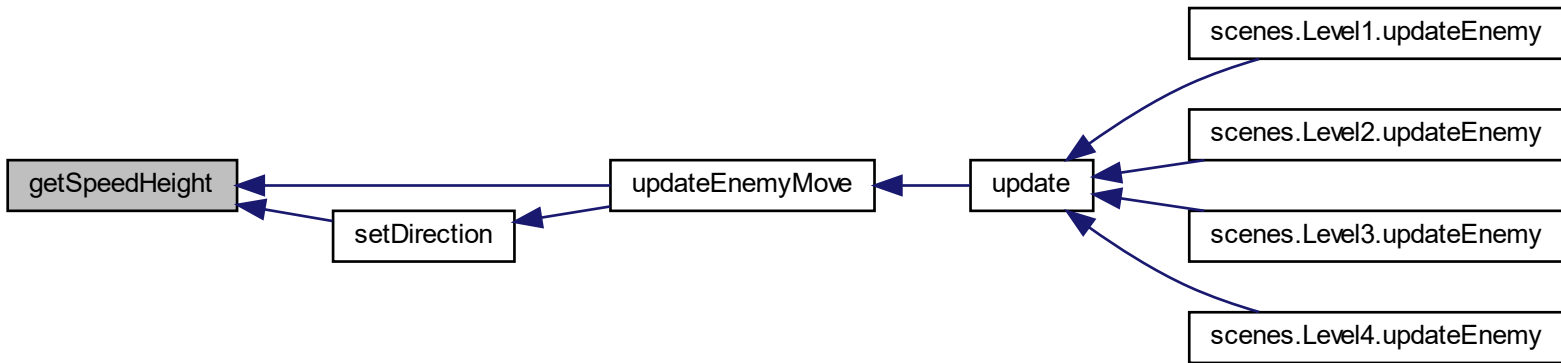 getSpeedHeight
setDirection
updateEnemyMove
update
scenes.Level1.updateEnemy
scenes.Level2.updateEnemy
scenes.Level3.updateEnemy
scenes.Level4.updateEnemy